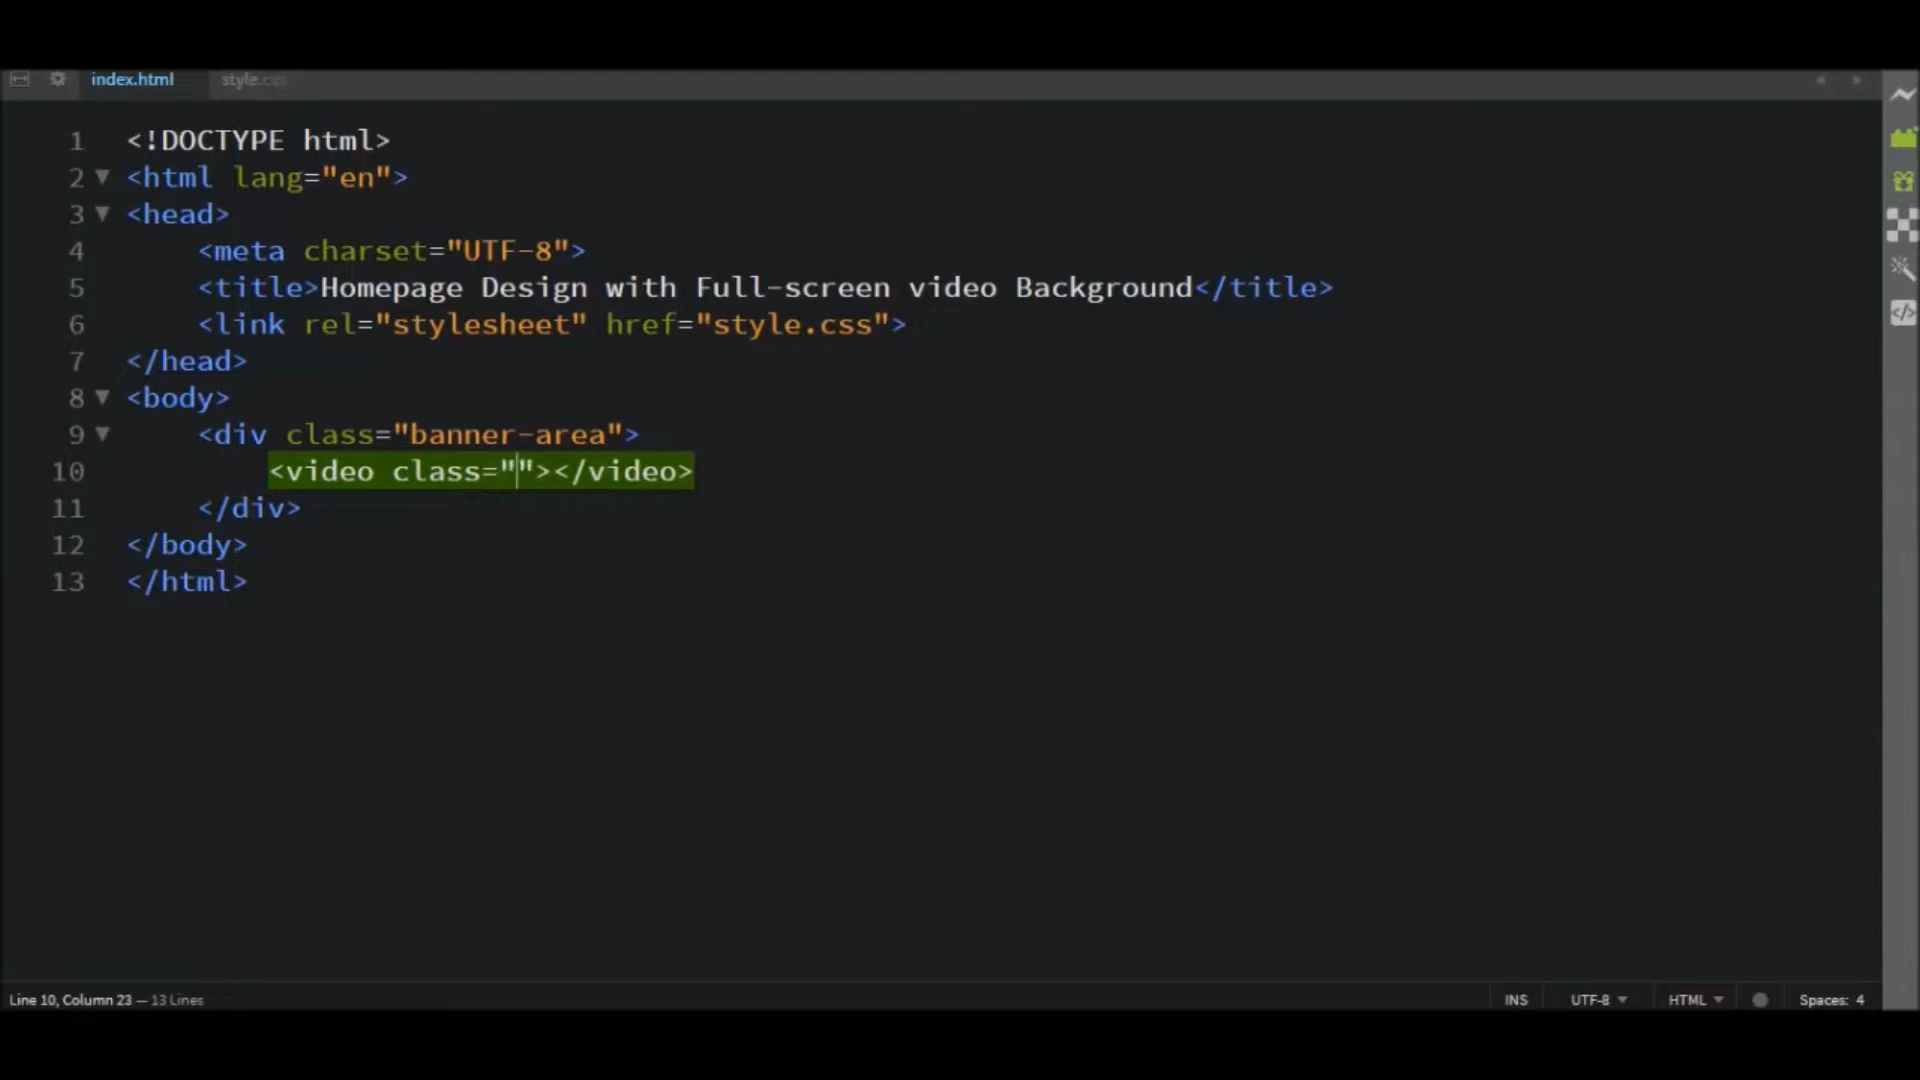 index.html style.css
1 <!DOCTYPE html>
2 <html lang="en">
3 <head>
4 <meta charset="UTF-8">
5 <title>Homepage Design with Full-screen video Background</title>
6 <link rel="stylesheet" href="style.css">
7 </head>
8 <body>
9 <div class="banner-area">
10 <video class=""></video>
11 </div>
12 </body>
13 </html>
Line 10, Column 23 — 13 Lines INS UTF-8 HTML Spaces: 4